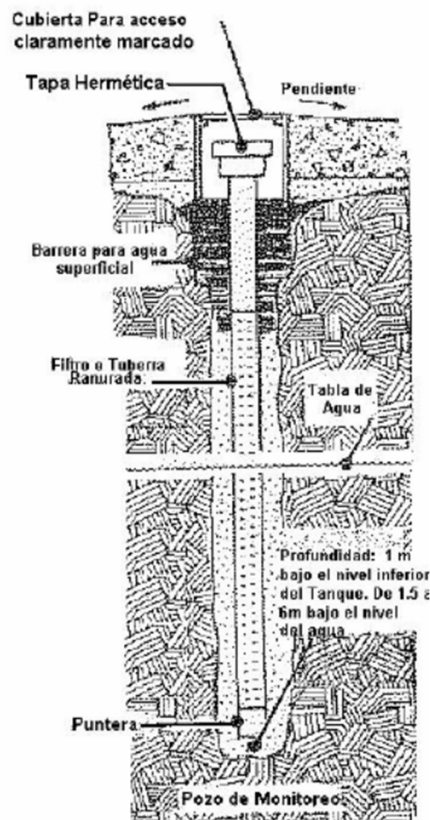 Cubierta Para acceso
claramente marcado
Tapa Hermética
Pendiente
Barrera para agua
superficial
Filtro o Tuberra
Ranurada:
Tabla de
Agua
Profundidad: 1 m
bajo el nivel inferior
del Tanque. De 1.5 a
6m bajo el nivel
del agua
Puntera
Pozo de Monitoreo